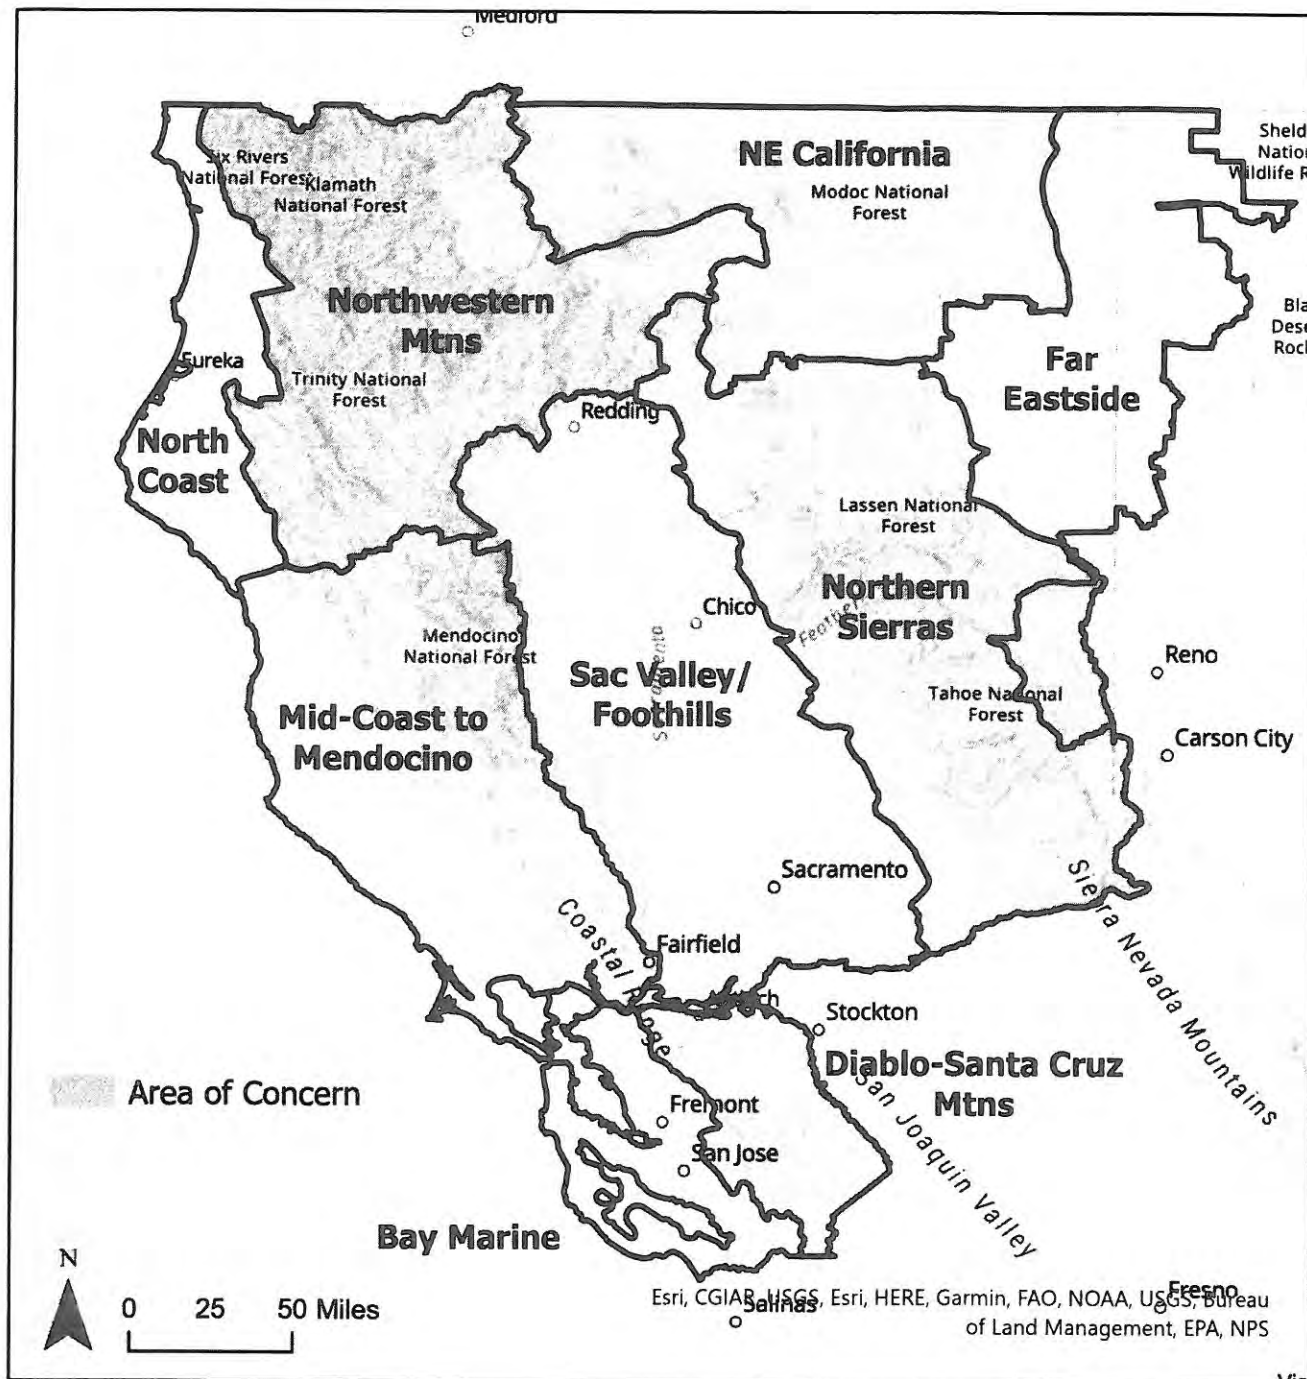 Medford
NE California
Modoc National
Forest
Six Rivers
National Forest
Klamath
National Forest
Northwestern
Mtns
Trinity National
Forest
Eureka
North
Coast
Redding
Far
Eastside
Lassen National
Forest
Northern
Sierras
Feather
Chico
Sacramento
Mendocino
National Forest
Sac Valley/
Foothills
Tahoe National
Forest
Reno
Carson City
Mid-Coast to
Mendocino
Sacramento
Fairfield
Coastal Range
Sierra Nevada Mountains
Stockton
Diablo-Santa Cruz
Mtns
San Joaquin Valley
Area of Concern
Fremont
San Jose
Bay Marine
N
0 25 50 Miles
Salinas
Fresno
Esri, CGIAR, USGS, Esri, HERE, Garmin, FAO, NOAA, USGS, Bureau
of Land Management, EPA, NPS